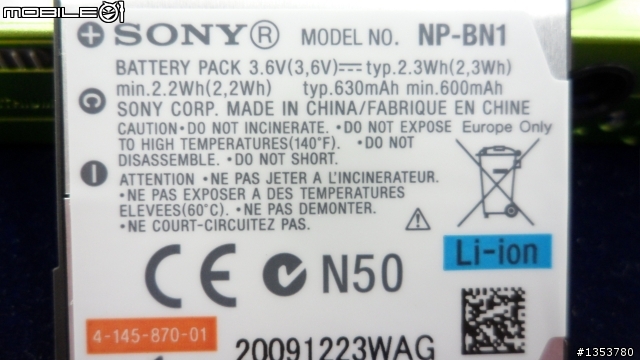 MOBILE01
SONY® MODEL NO. NP-BN1
BATTERY PACK 3.6V(3,6V) typ.2.3Wh(2,3Wh)
min.2.2Wh(2,2Wh) typ.630mAh min.600mAh
SONY CORP. MADE IN CHINA/FABRIQUE EN CHINE
CAUTION・DO NOT INCINERATE. ・DO NOT EXPOSE
TO HIGH TEMPERATURES(140°F). ・DO NOT
DISASSEMBLE. ・DO NOT SHORT.
Europe Only
ATTENTION ・NE PAS JETER A L'INCINERATEUR.
・NE PAS EXPOSER A DES TEMPERATURES
ELEVEES(60°C). ・NE PAS DEMONTER.
・NE COURT-CIRCUITEZ PAS.
Li-ion
CE N50
4-145-870-01
20091223WAG
#1353780